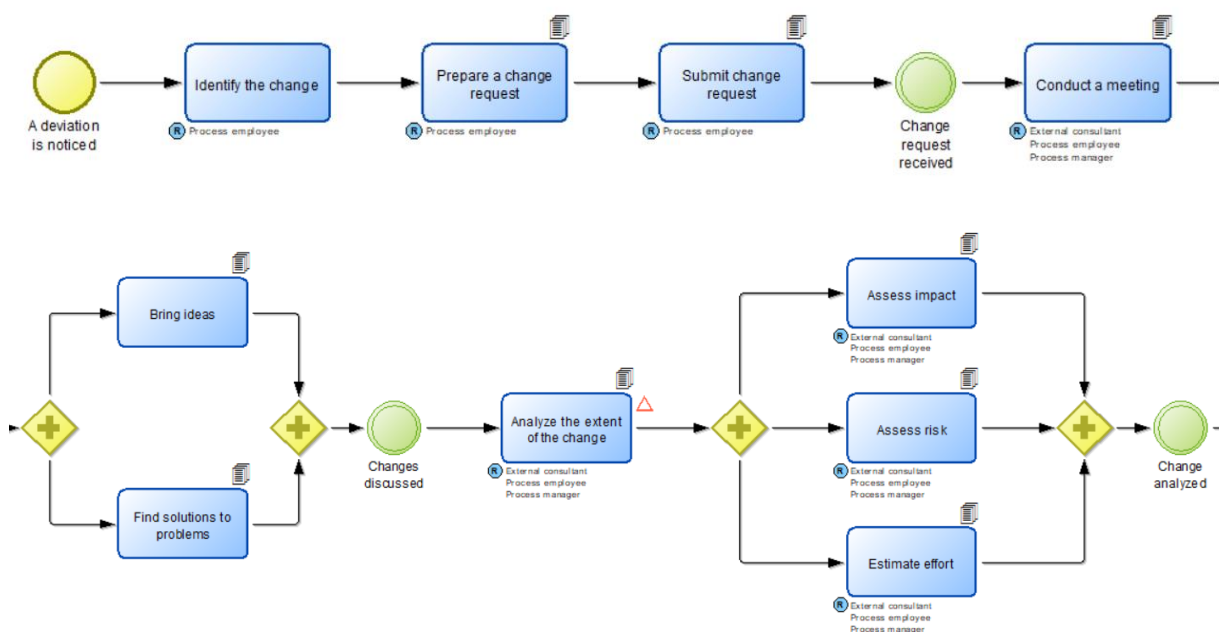 A deviation
is noticed
Identify the change
R Process employee
Prepare a change
request
R Process employee
Submit change
request
R Process employee
Change
request
received
Conduct a meeting
R External consultant
Process employee
Process manager
Bring ideas
Find solutions to
problems
Changes
discussed
Analyze the extent
of the change
R External consultant
Process employee
Process manager
Assess impact
R External consultant
Process employee
Process manager
Assess risk
R External consultant
Process employee
Process manager
Estimate effort
R External consultant
Process employee
Process manager
Change
analyzed